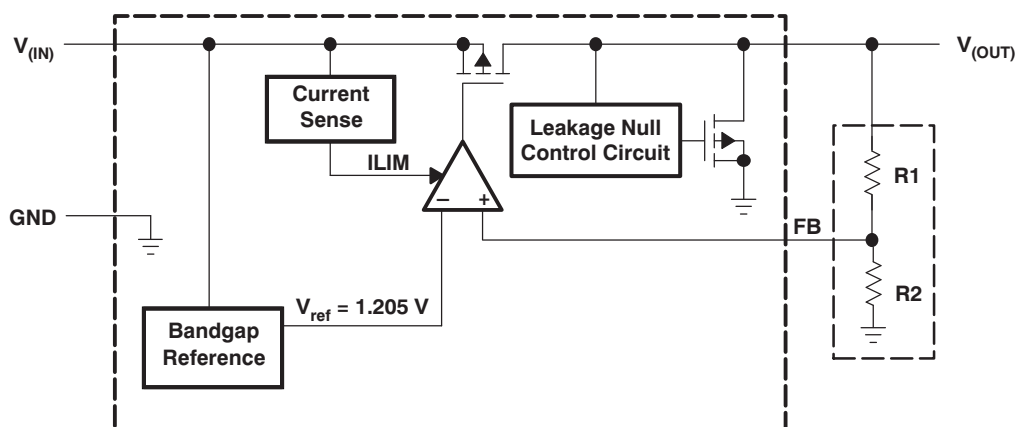 V(IN)
V(OUT)
Current
Sense
Leakage Null
Control Circuit
R1
ILIM
– +
GND
FB
R2
Vref = 1.205 V
Bandgap
Reference